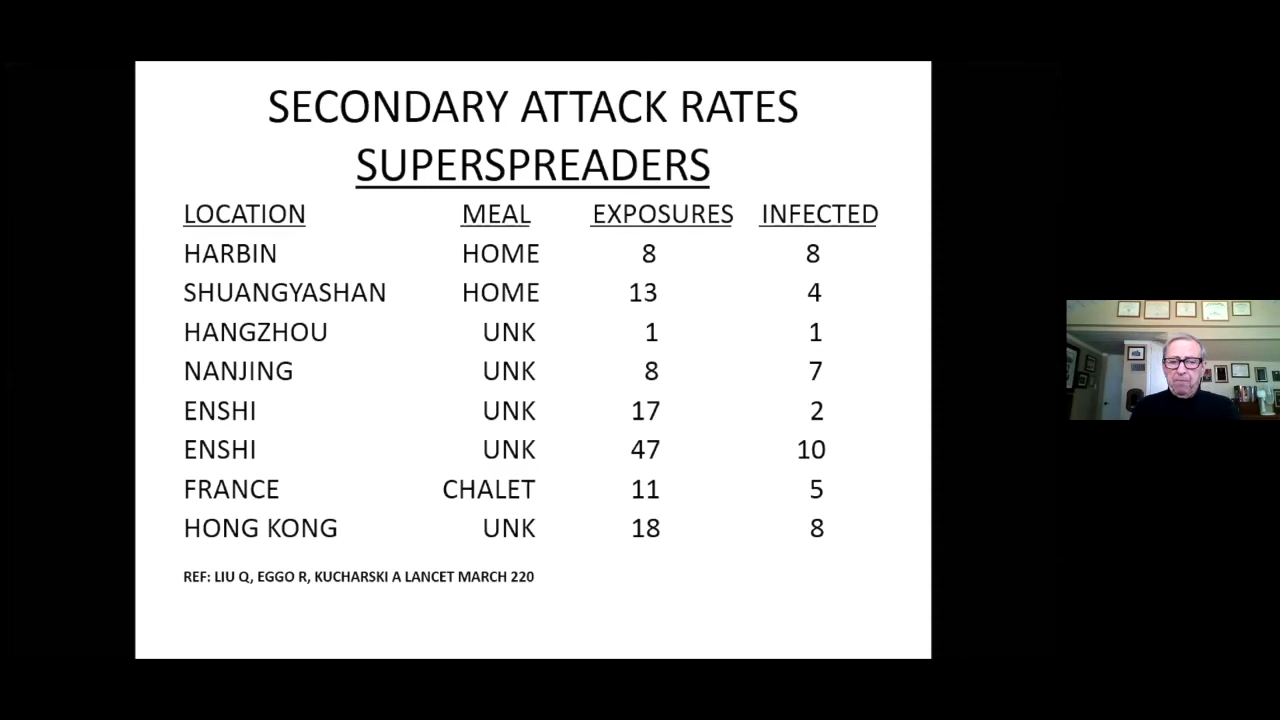 SECONDARY ATTACK RATES
SUPERSPREADERS
LOCATION MEAL EXPOSURES INFECTED
HARBIN HOME 8 8
SHUANGYASHAN HOME 13 4
HANGZHOU UNK 1 1
NANJING UNK 8 7
ENSHI UNK 17 2
ENSHI UNK 47 10
FRANCE CHALET 11 5
HONG KONG UNK 18 8
REF: LIU Q, EGGO R, KUCHARSKI A LANCET MARCH 220